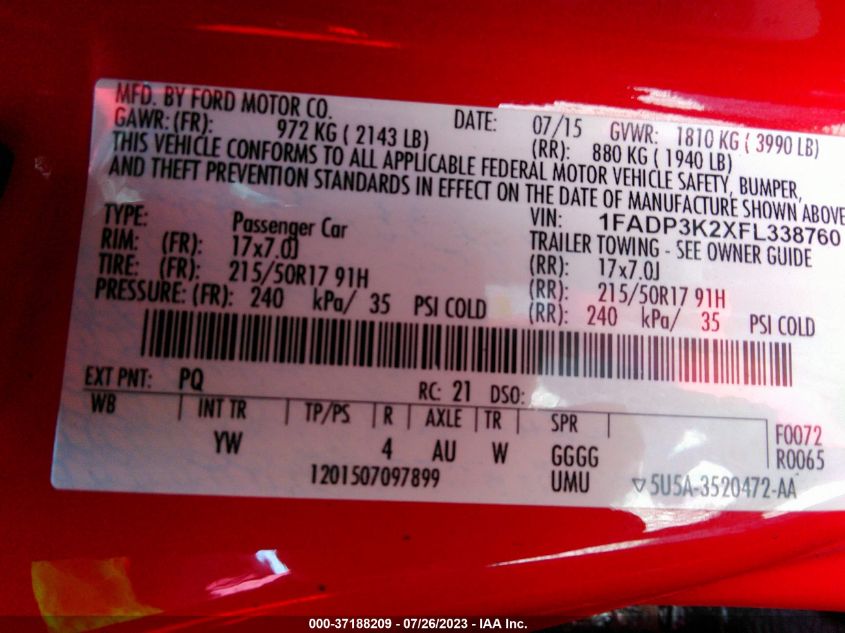 MFD. BY FORD MOTOR CO.
DATE: 07/15 GVWR: 1810 KG ( 3990 LB)
GAWR: (FR): 972 KG ( 2143 LB) (RR): 880 KG ( 1940 LB)
THIS VEHICLE CONFORMS TO ALL APPLICABLE FEDERAL MOTOR VEHICLE SAFETY, BUMPER,
AND THEFT PREVENTION STANDARDS IN EFFECT ON THE DATE OF MANUFACTURE SHOWN ABOVE
VIN: 1FADP3K2XFL338760
TYPE: Passenger Car TRAILER TOWING - SEE OWNER GUIDE
RIM: (FR): 17x7.0J (RR): 17x7.0J
TIRE: (FR): 215/50R17 91H (RR): 215/50R17 91H
PRESSURE: (FR): 240 kPa/ 35 PSI COLD (RR): 240 kPa/ 35 PSI COLD
EXT PNT: PQ RC: 21 DSO:
WB INT TR TP/PS R AXLE TR SPR
YW 4 AU W GGGG F0072
1201507097899 UMU R0065
▽5U5A-3520472-AA
000-37188209 - 07/26/2023 - IAA Inc.